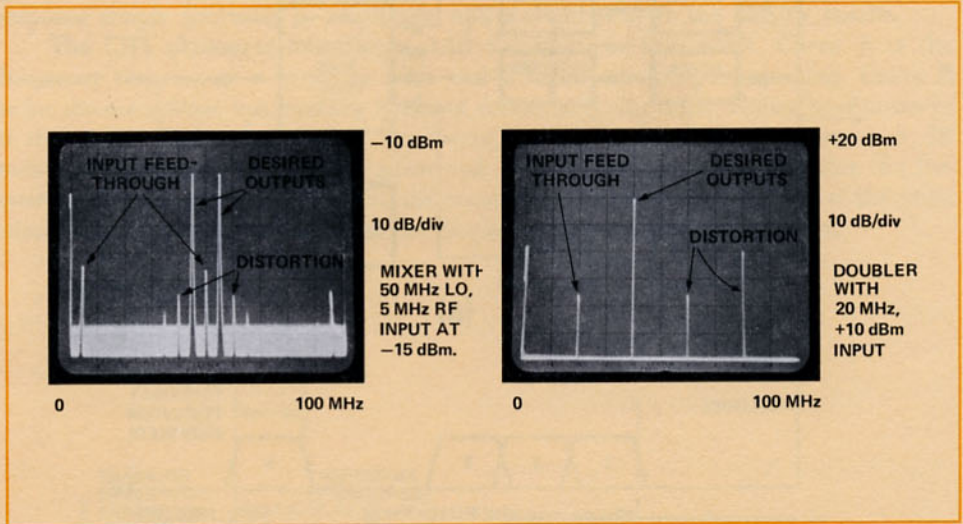 INPUT FEED-
THROUGH
DESIRED
OUTPUTS
DISTORTION
−10 dBm
10 dB/div
MIXER WITH
50 MHz LO,
5 MHz RF
INPUT AT
−15 dBm.
0
100 MHz
INPUT FEED
THROUGH
DESIRED
OUTPUTS
DISTORTION
+20 dBm
10 dB/div
DOUBLER
WITH
20 MHz,
+10 dBm
INPUT
0
100 MHz